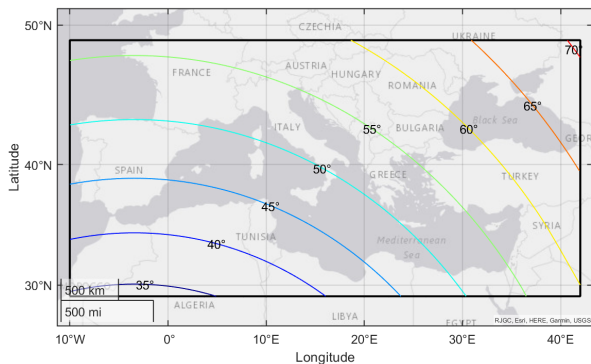 50°N
CZECHIA
UKRAINE
70°
FRANCE
AUSTRIA
HUNGARY
ROMANIA
65°
Black Sea
55°
BULGARIA
60°
GEOR
ITALY
40°N
SPAIN
50°
GREECE
TURKEY
45°
SYRIA
TUNISIA
40°
Mediterranean
Sea
30°N
35°
500 km
500 mi
ALGERIA
LIBYA
EGYPT
RJGC, Esri, HERE, Garmin, USGS
10°W
0°
10°E
20°E
30°E
40°E
Longitude
Latitude